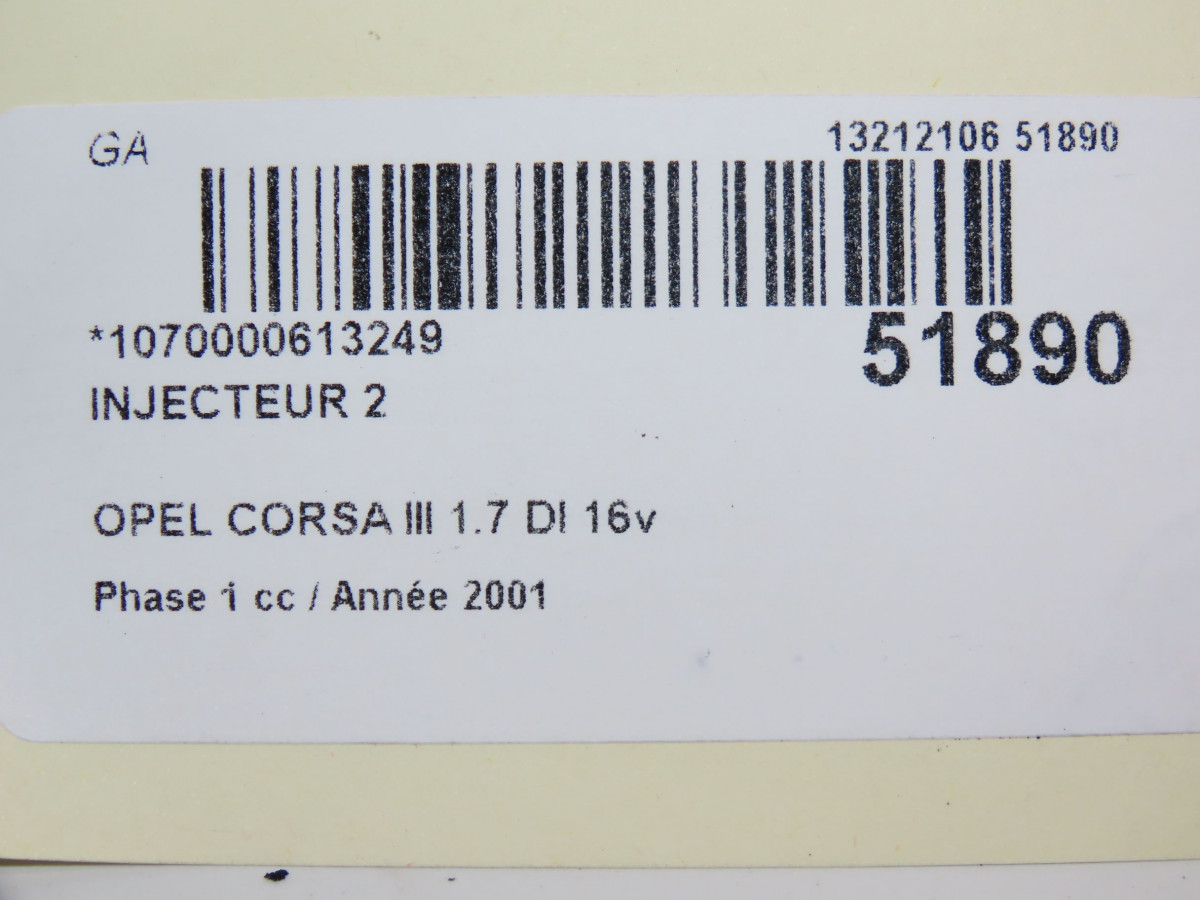 GA
13212106 51890
*1070000613249
51890
INJECTEUR 2
OPEL CORSA III 1.7 DI 16v
Phase 1 cc / Année 2001